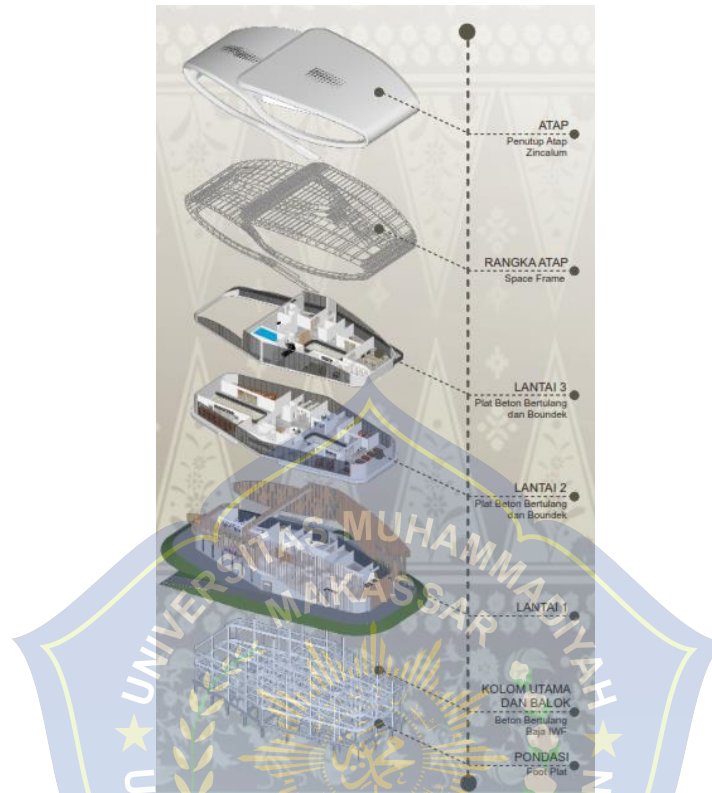 ATAP
Penutup Atap
Zincalum
RANGKA ATAP
Space Frame
LANTAI 3
Plat Beton Bertulang
dan Boundek
LANTAI 2
Plat Beton Bertulang
dan Boundek
LANTAI 1
KOLOM UTAMA
DAN BALOK
Beton Bertulang
Baja IWF
PONDASI
Foot Plat
UNIVERSITAS MUHAMMADIYAH
MAKASSAR